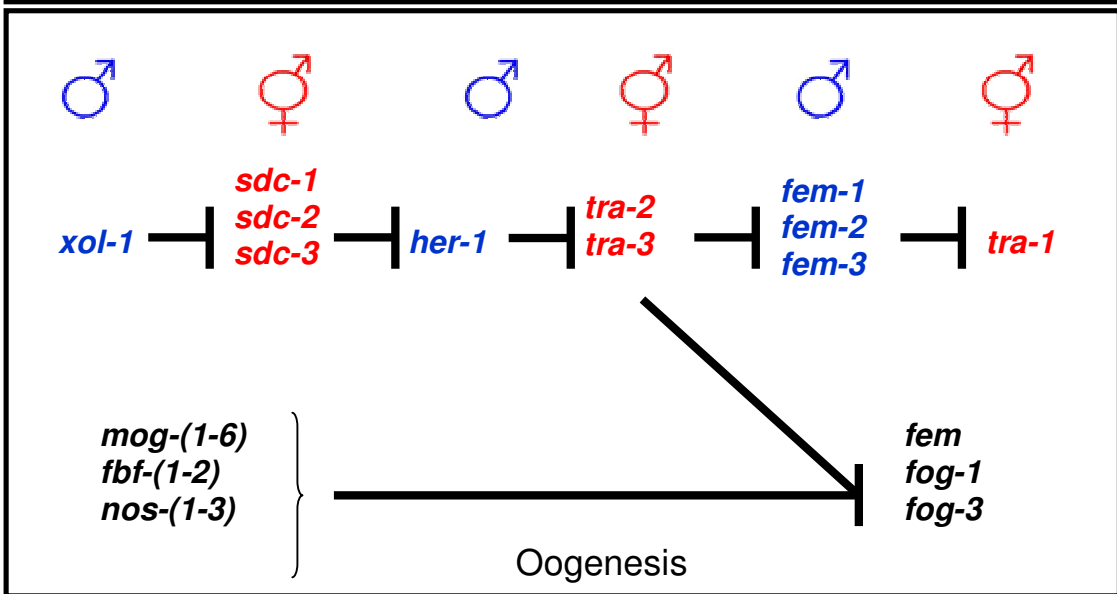 sdc-1
sdc-2
sdc-3
xol-1
her-1
tra-2
tra-3
fem-1
fem-2
fem-3
tra-1
mog-(1-6)
fbf-(1-2)
nos-(1-3)
fem
fog-1
fog-3
Oogenesis